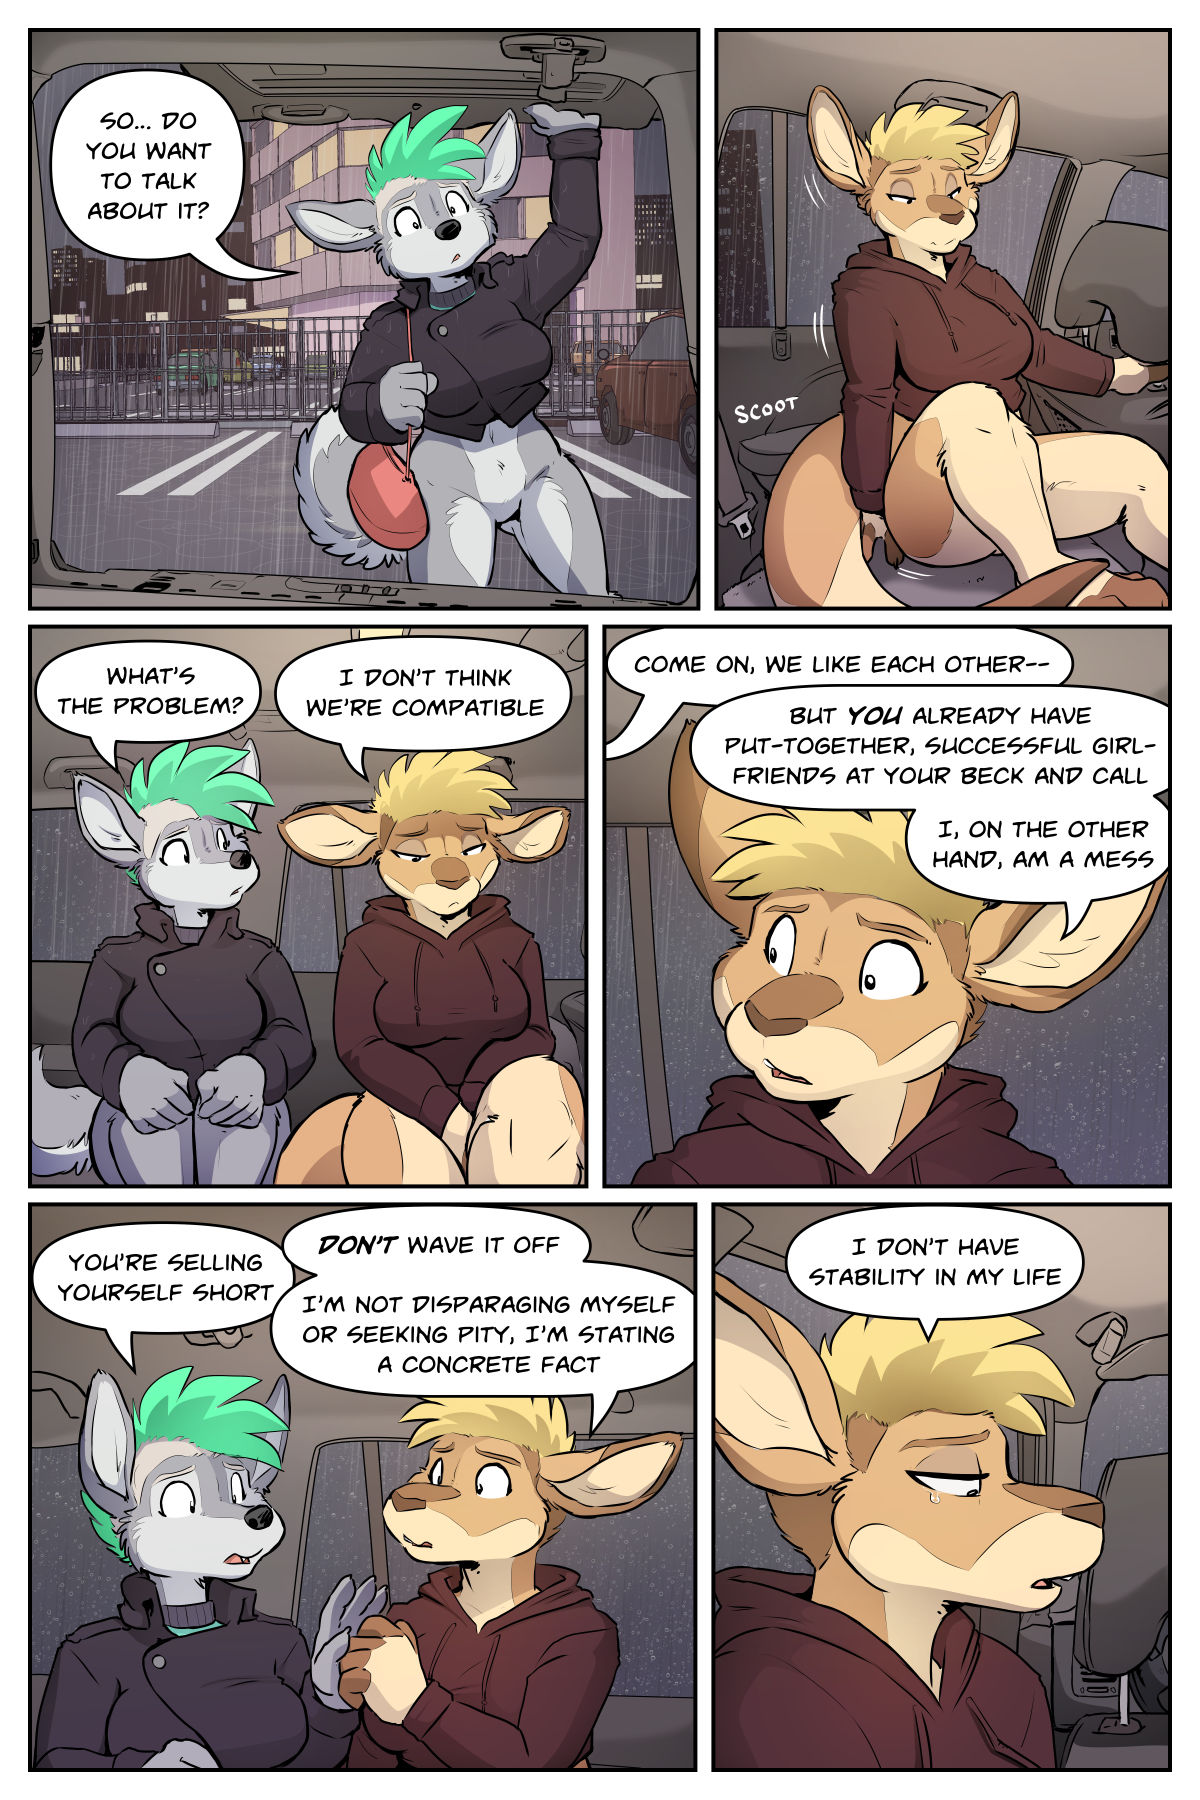 SO... DO
YOU WANT
TO TALK
ABOUT IT?
SCOOT
WHAT'S
THE PROBLEM?
I DON'T THINK
WE'RE COMPATIBLE
COME ON, WE LIKE EACH OTHER--
BUT YOU ALREADY HAVE
PUT-TOGETHER, SUCCESSFUL GIRL-
FRIENDS AT YOUR BECK AND CALL
I, ON THE OTHER
HAND, AM A MESS
YOU'RE SELLING
YOURSELF SHORT
DON'T WAVE IT OFF
I'M NOT DISPARAGING MYSELF
OR SEEKING PITY, I'M STATING
A CONCRETE FACT
I DON'T HAVE
STABILITY IN MY LIFE